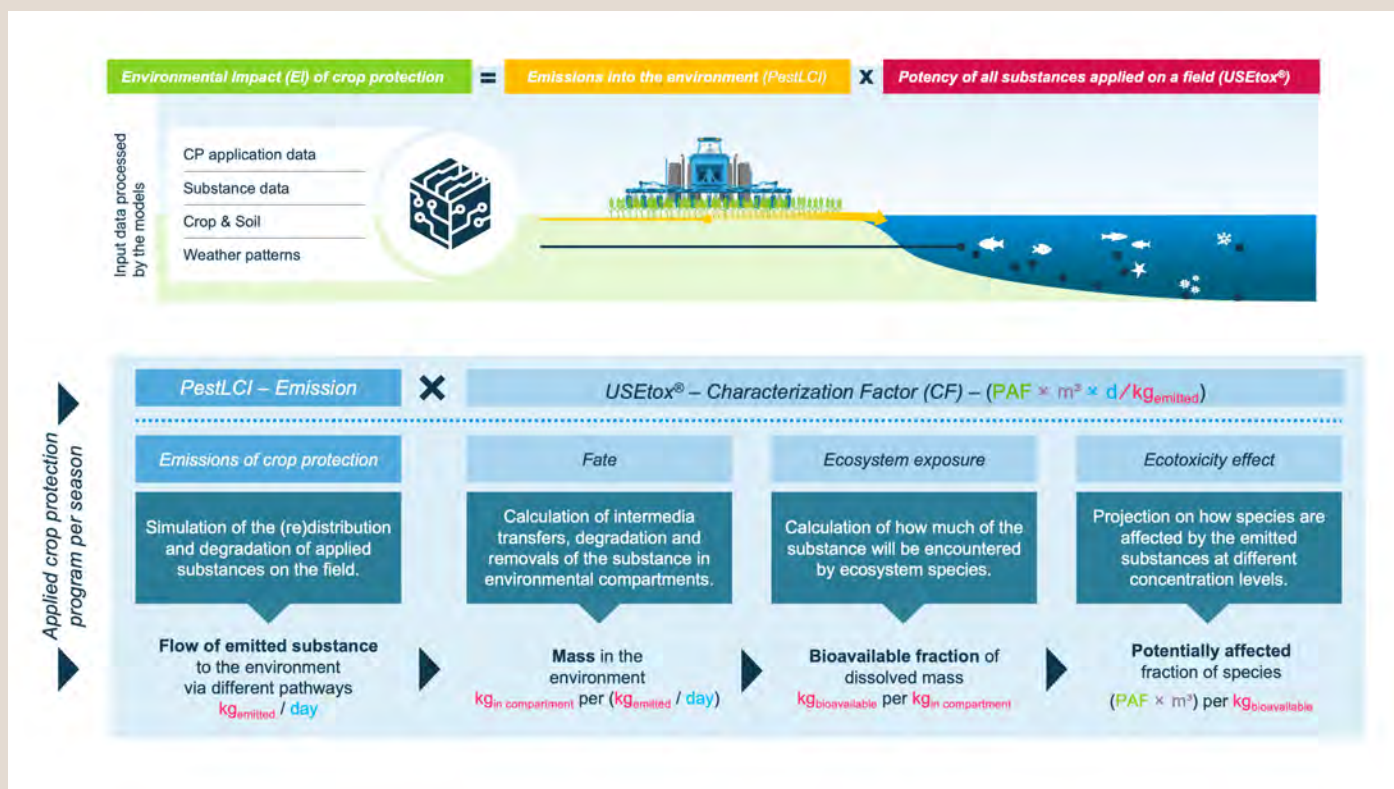 Environmental Impact (EI) of crop protection = Emissions into the environment (PestLCI) x Potency of all substances applied on a field (USEtox®)
Input data processed
by the models
CP application data
Substance data
Crop & Soil
Weather patterns
Applied crop protection
program per season
PestLCI – Emission × USEtox® – Characterization Factor (CF) – (PAF × m³ × d/kgemitted)
Emissions of crop protection
Simulation of the (re)distribution
and degradation of applied
substances on the field.
Flow of emitted substance
to the environment
via different pathways
kgemitted / day
Fate
Calculation of intermedia
transfers, degradation and
removals of the substance in
environmental compartments.
Mass in the
environment
kgin compartment per (kgemitted / day)
Ecosystem exposure
Calculation of how much of the
substance will be encountered
by ecosystem species.
Bioavailable fraction of
dissolved mass
kgbioavailable per kgin compartment
Ecotoxicity effect
Projection on how species are
affected by the emitted
substances at different
concentration levels.
Potentially affected
fraction of species
(PAF × m³) per kgbioavailable